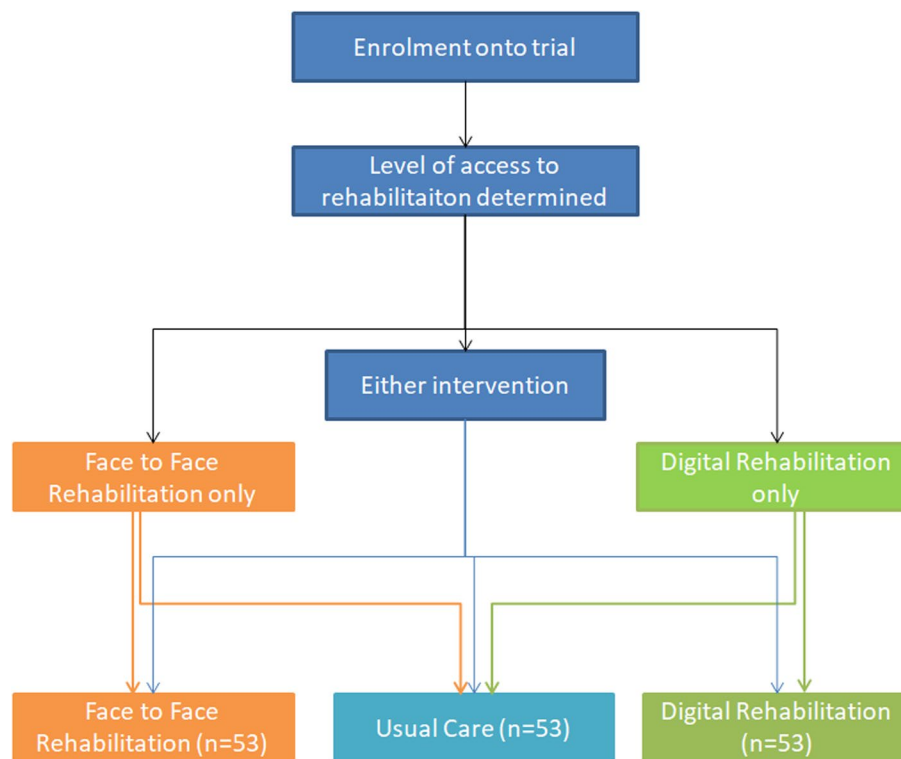 Enrolment onto trial
Level of access to
rehabilitaiton determined
Either intervention
Face to Face
Rehabilitation only
Digital Rehabilitation
only
Face to Face
Rehabilitation (n=53)
Usual Care (n=53)
Digital Rehabilitation
(n=53)